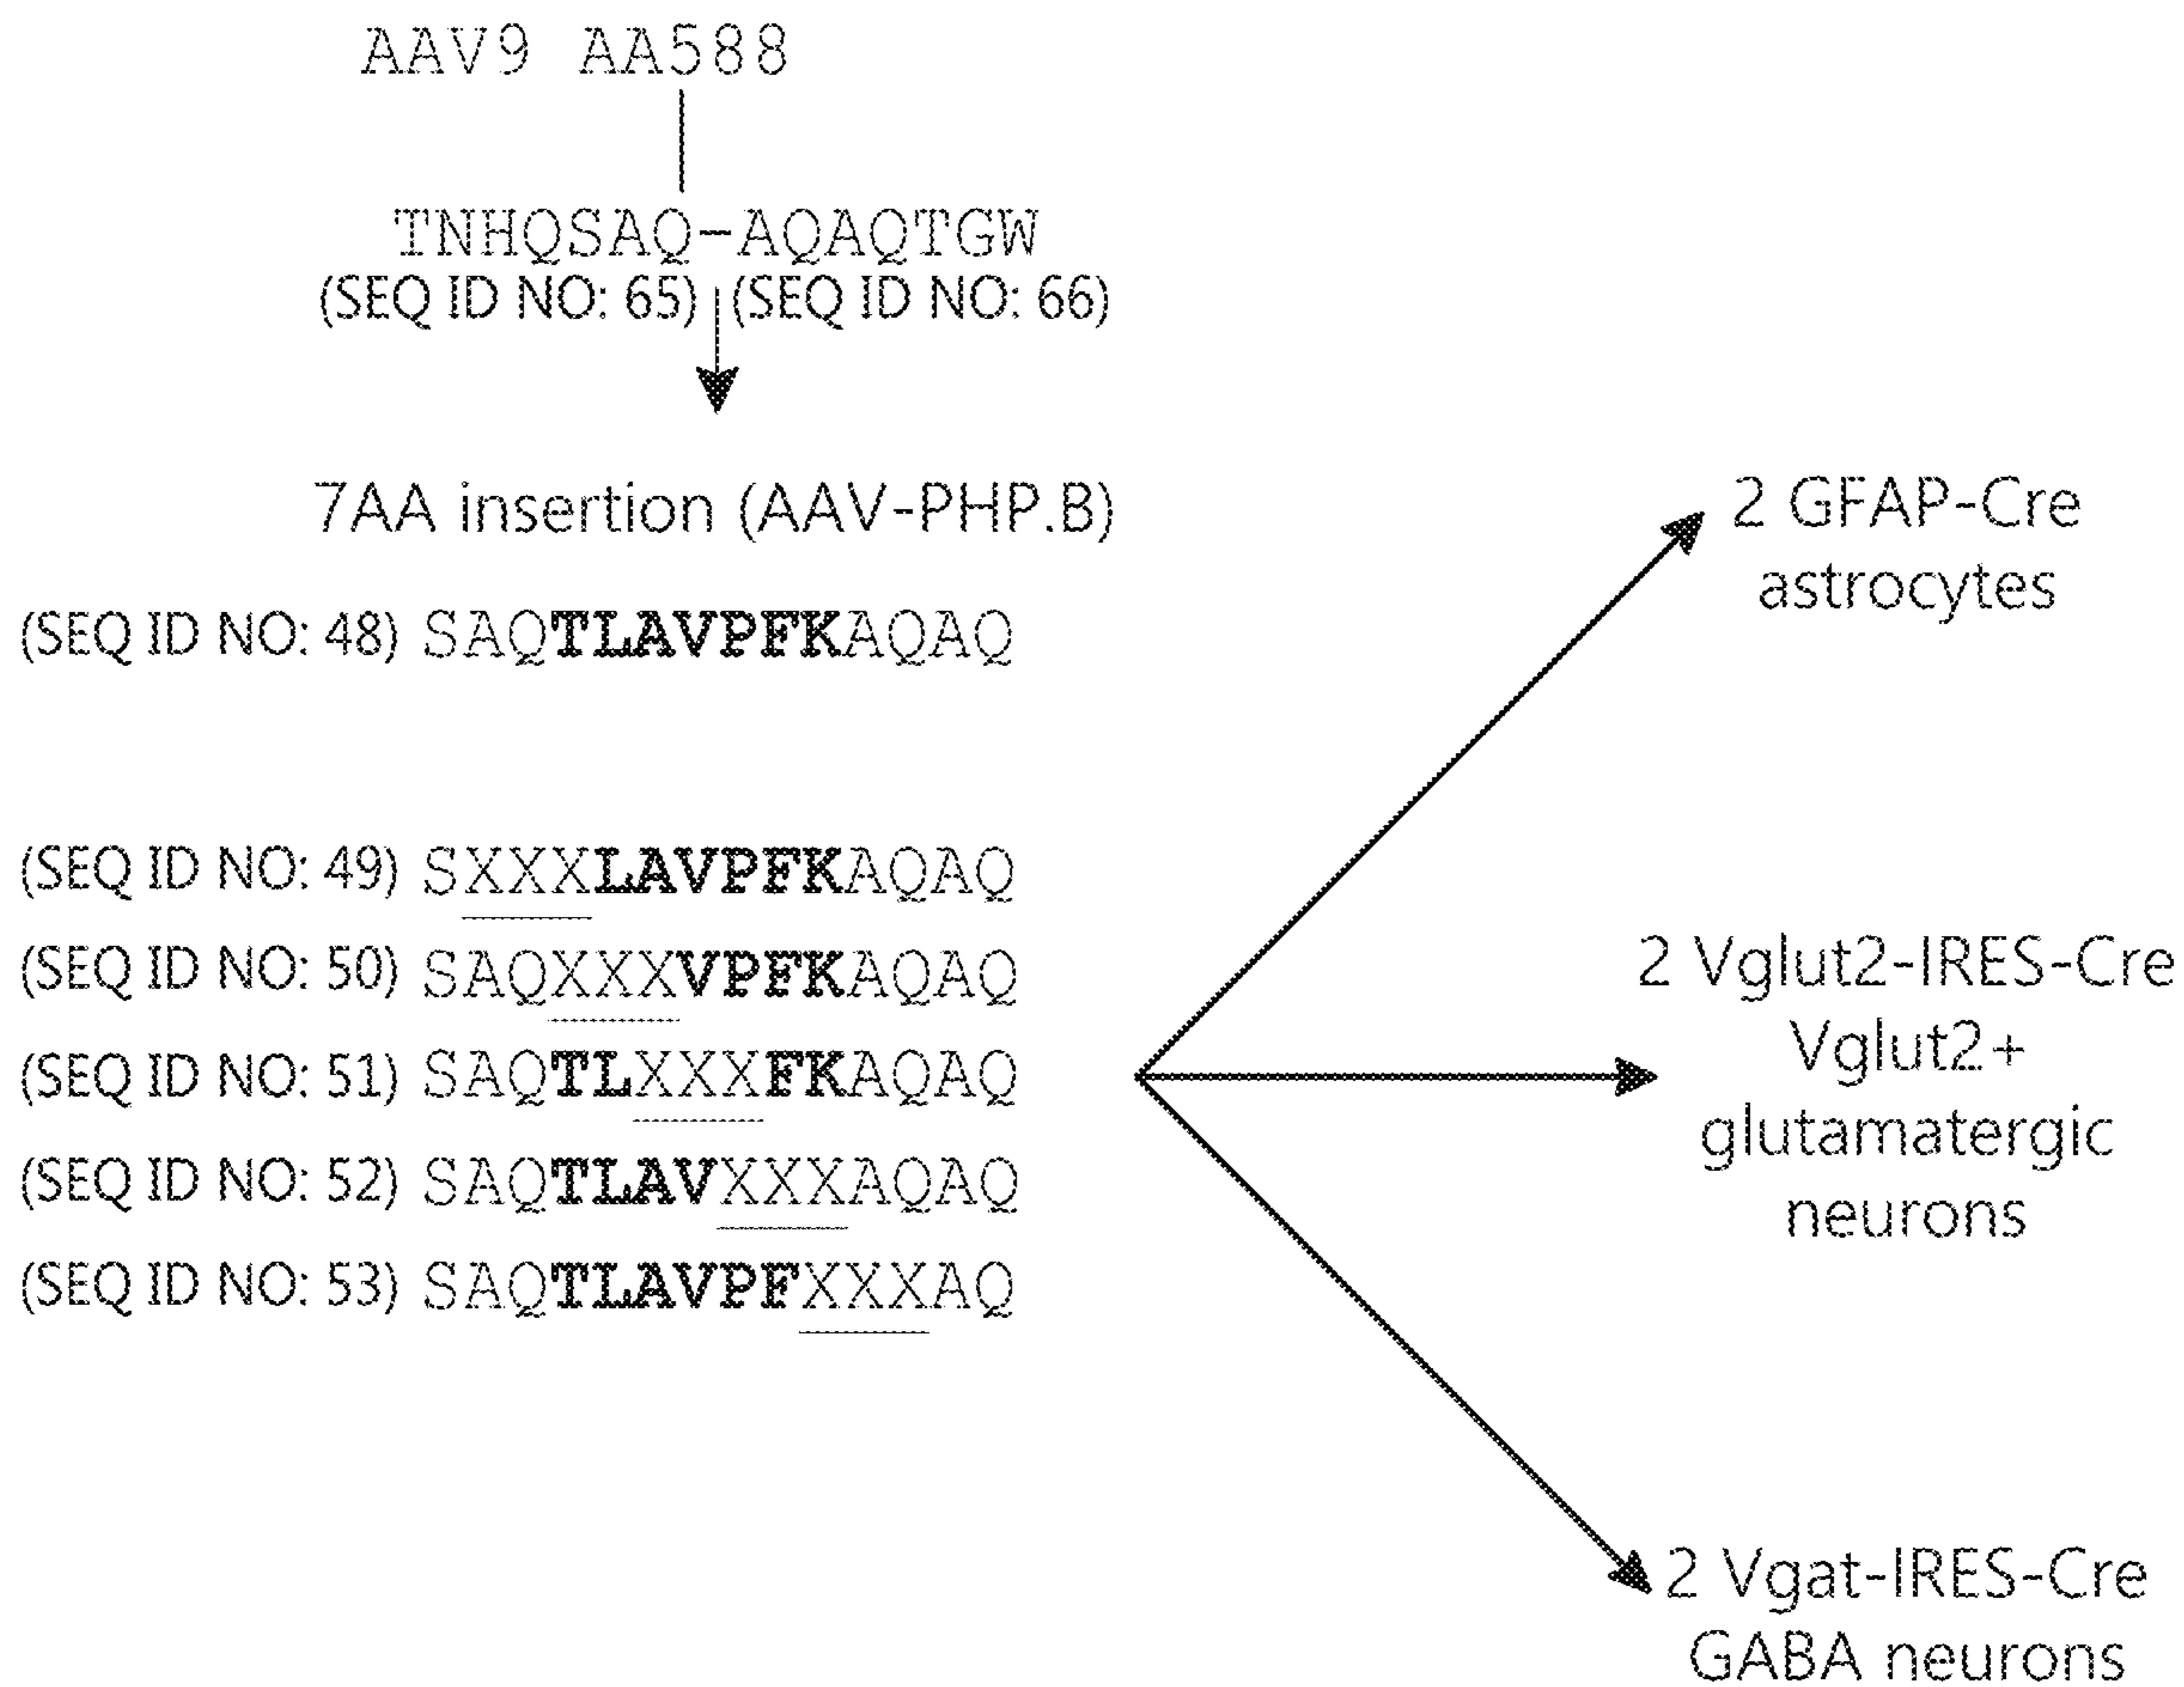 AAV9 AA588
TNHQSAQ-AQAQTGW
(SEQ ID NO: 65) (SEQ ID NO: 66)
7AA insertion (AAV-PHP.B)
(SEQ ID NO: 48) SAQTLAVPFKAQAQ
(SEQ ID NO: 49) SXXXLAVPFKAQAQ
(SEQ ID NO: 50) SAQXXXVPFKAQAQ
(SEQ ID NO: 51) SAQTLXXXFKAQAQ
(SEQ ID NO: 52) SAQTLAVXXXAQAQ
(SEQ ID NO: 53) SAQTLAVPFXXXAQ
2 GFAP-Cre
astrocytes
2 Vglut2-IRES-Cre
Vglut2+
glutamatergic
neurons
2 Vgat-IRES-Cre
GABA neurons